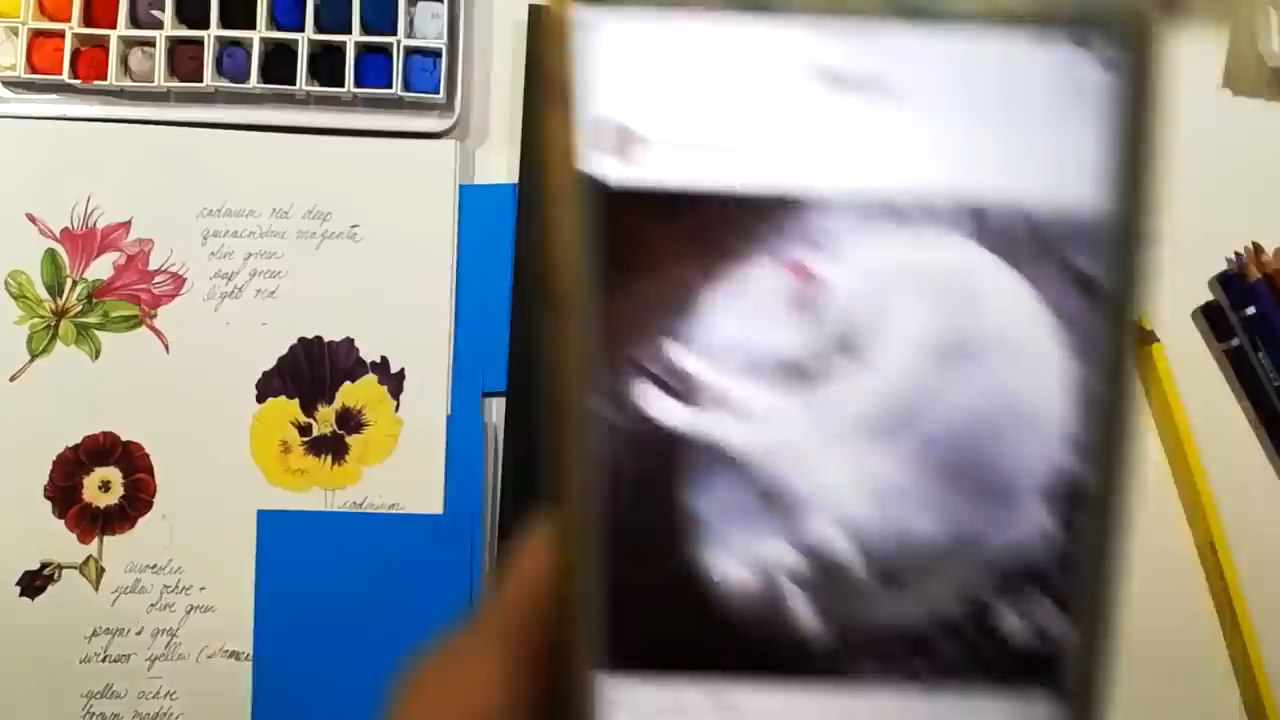 cadmium red deep
quinacridone magenta
olive green
sap green
light red
cadmium
aureolin
yellow ochre +
olive green
payne's grey
winsor yellow (stamen
yellow ochre
brown madder